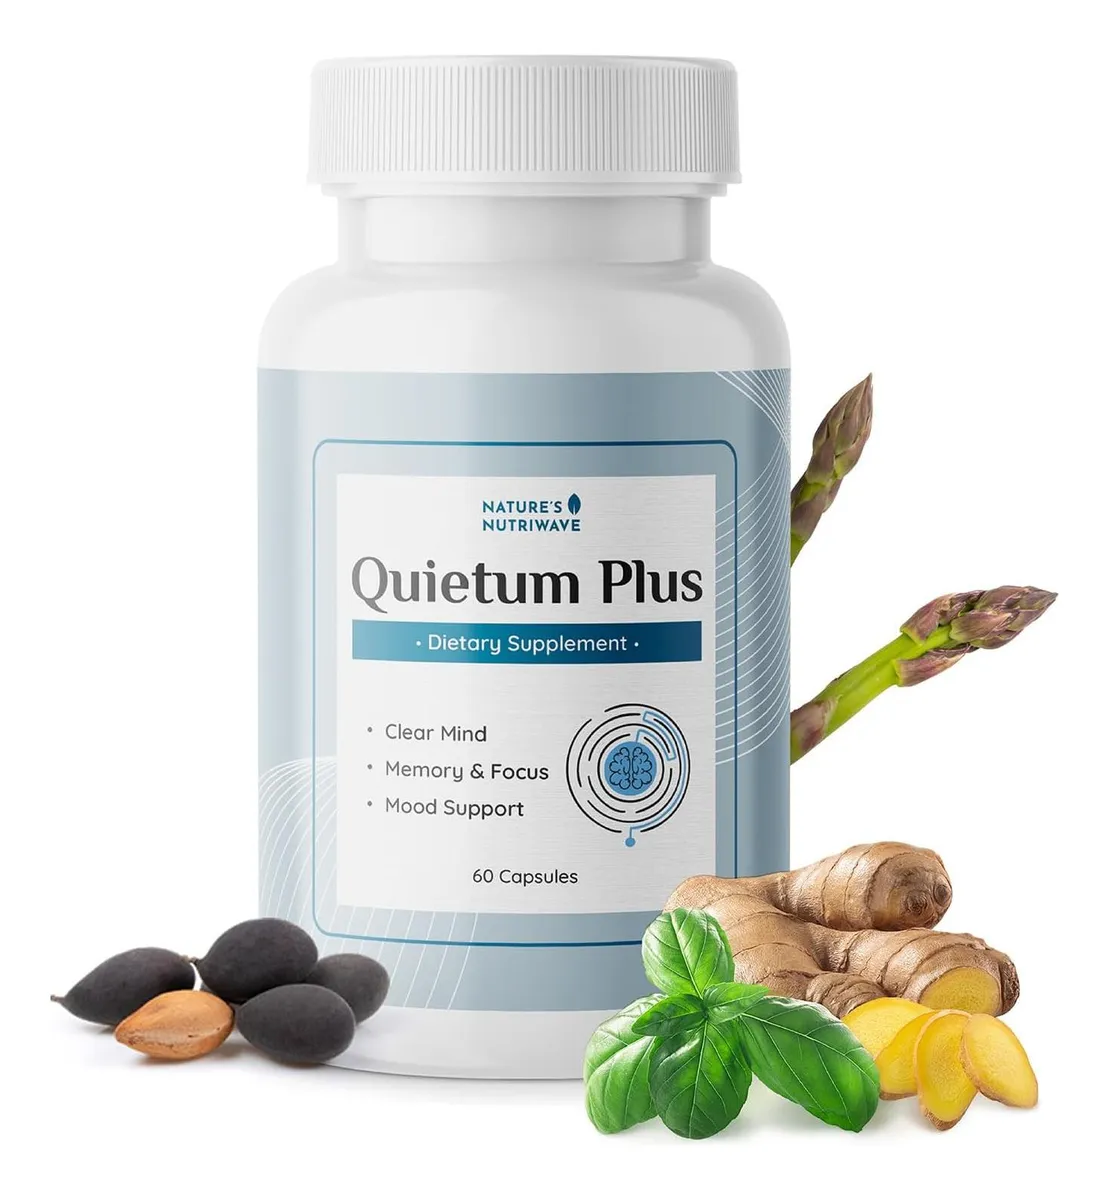 NATURE'S
NUTRIWAVE
Quietum Plus
• Dietary Supplement •
• Clear Mind
• Memory & Focus
• Mood Support
60 Capsules